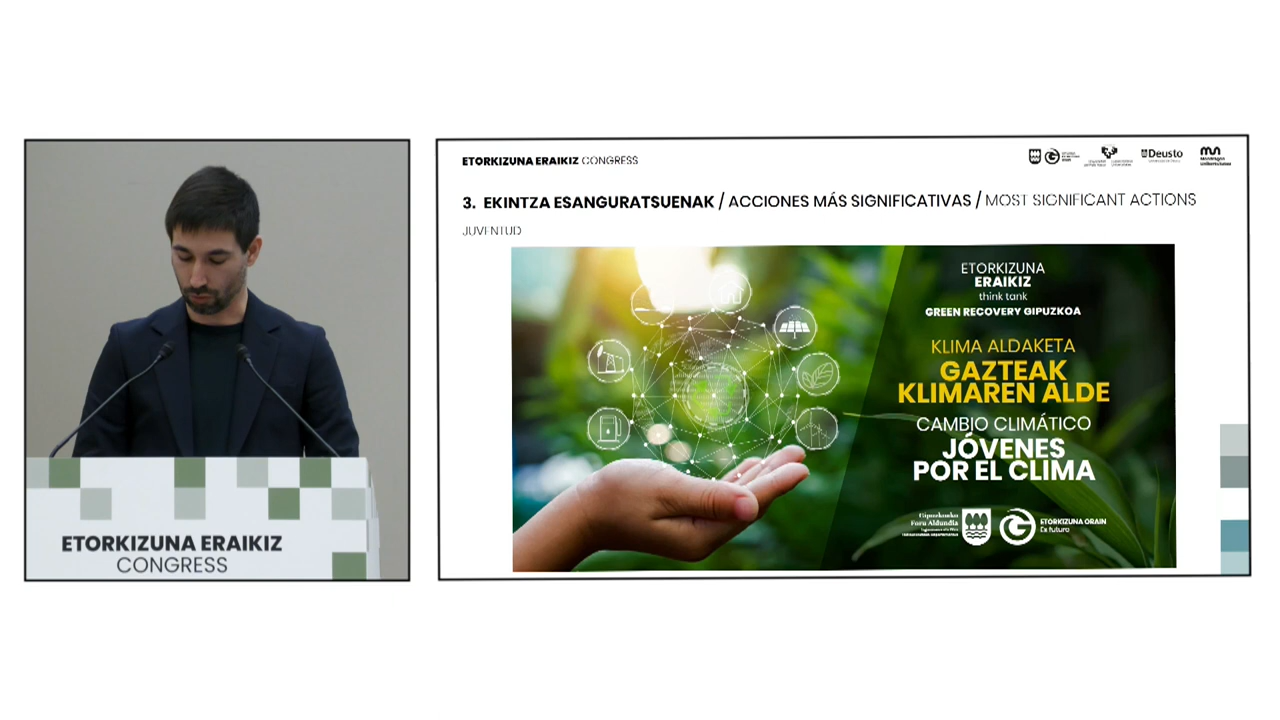 ETORKIZUNA ERAIKIZ
CONGRESS
ETORKIZUNA ERAIKIZ CONGRESS
Deusto
3. EKINTZA ESANGURATSUENAK / ACCIONES MÁS SIGNIFICATIVAS / MOST SIGNIFICANT ACTIONS
JUVENTUD
ETORKIZUNA
ERAIKIZ
think tank
GREEN RECOVERY GIPUZKOA
KLIMA ALDAKETA
GAZTEAK
KLIMAREN ALDE
CAMBIO CLIMÁTICO
JÓVENES
POR EL CLIMA
Gipuzkoako
Foru Aldundia
ETORKIZUNA ORAIN
Es futuro